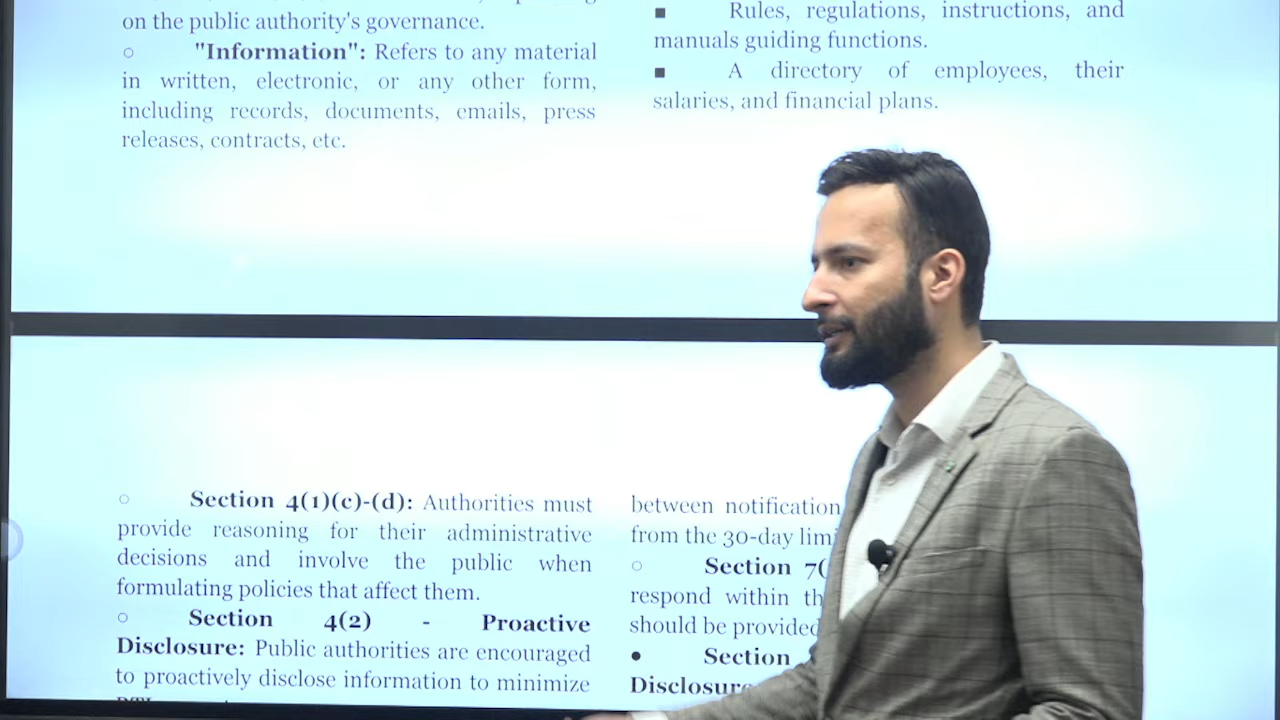 on the public authority's governance.
○ "Information": Refers to any material
in written, electronic, or any other form,
including records, documents, emails, press
releases, contracts, etc.
■ Rules, regulations, instructions, and
manuals guiding functions.
■ A directory of employees, their
salaries, and financial plans.
○ Section 4(1)(c)-(d): Authorities must
provide reasoning for their administrative
decisions and involve the public when
formulating policies that affect them.
○ Section 4(2) - Proactive
Disclosure: Public authorities are encouraged
to proactively disclose information to minimize
between notification
from the 30-day
○ Section 7(
respond within
should be provided
● Section